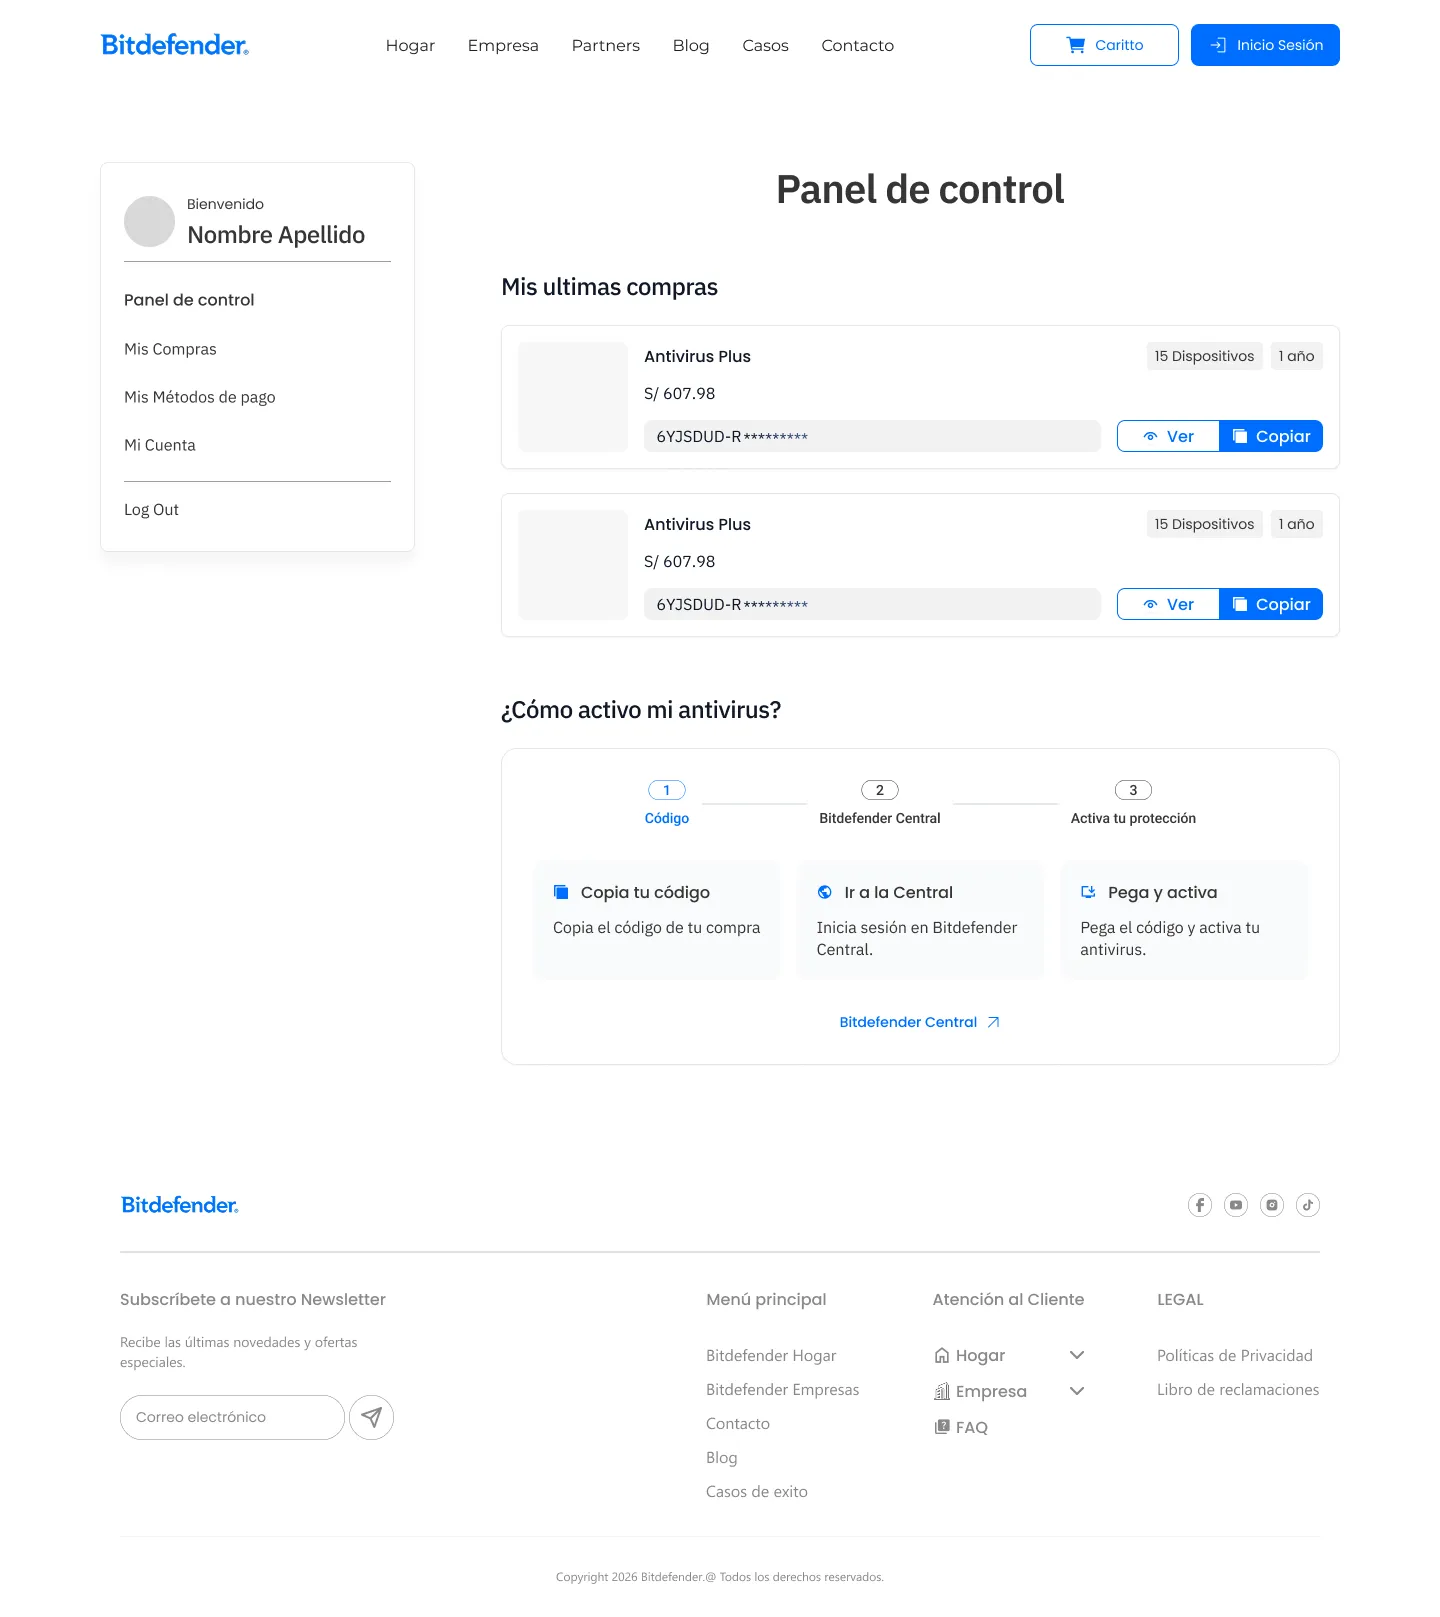 Bitdefender®
Hogar
Empresa
Partners
Blog
Casos
Contacto
Caritto
Inicio Sesión
Bienvenido
Nombre Apellido
Panel de control
Mis Compras
Mis Métodos de pago
Mi Cuenta
Log Out
Panel de control
Mis ultimas compras
Antivirus Plus
15 Dispositivos
1 año
S/ 607.98
6YJSDUD-R*********
Ver
Copiar
Antivirus Plus
15 Dispositivos
1 año
S/ 607.98
6YJSDUD-R*********
Ver
Copiar
¿Cómo activo mi antivirus?
1
Código
2
Bitdefender Central
3
Activa tu protección
Copia tu código
Copia el código de tu compra
Ir a la Central
Inicia sesión en Bitdefender
Central.
Pega y activa
Pega el código y activa tu
antivirus.
Bitdefender Central
Bitdefender®
Subscríbete a nuestro Newsletter
Recibe las últimas novedades y ofertas
especiales.
Correo electrónico
Menú principal
Bitdefender Hogar
Bitdefender Empresas
Contacto
Blog
Casos de exito
Atención al Cliente
Hogar
Empresa
FAQ
LEGAL
Políticas de Privacidad
Libro de reclamaciones
Copyright 2026 Bitdefender.@ Todos los derechos reservados.